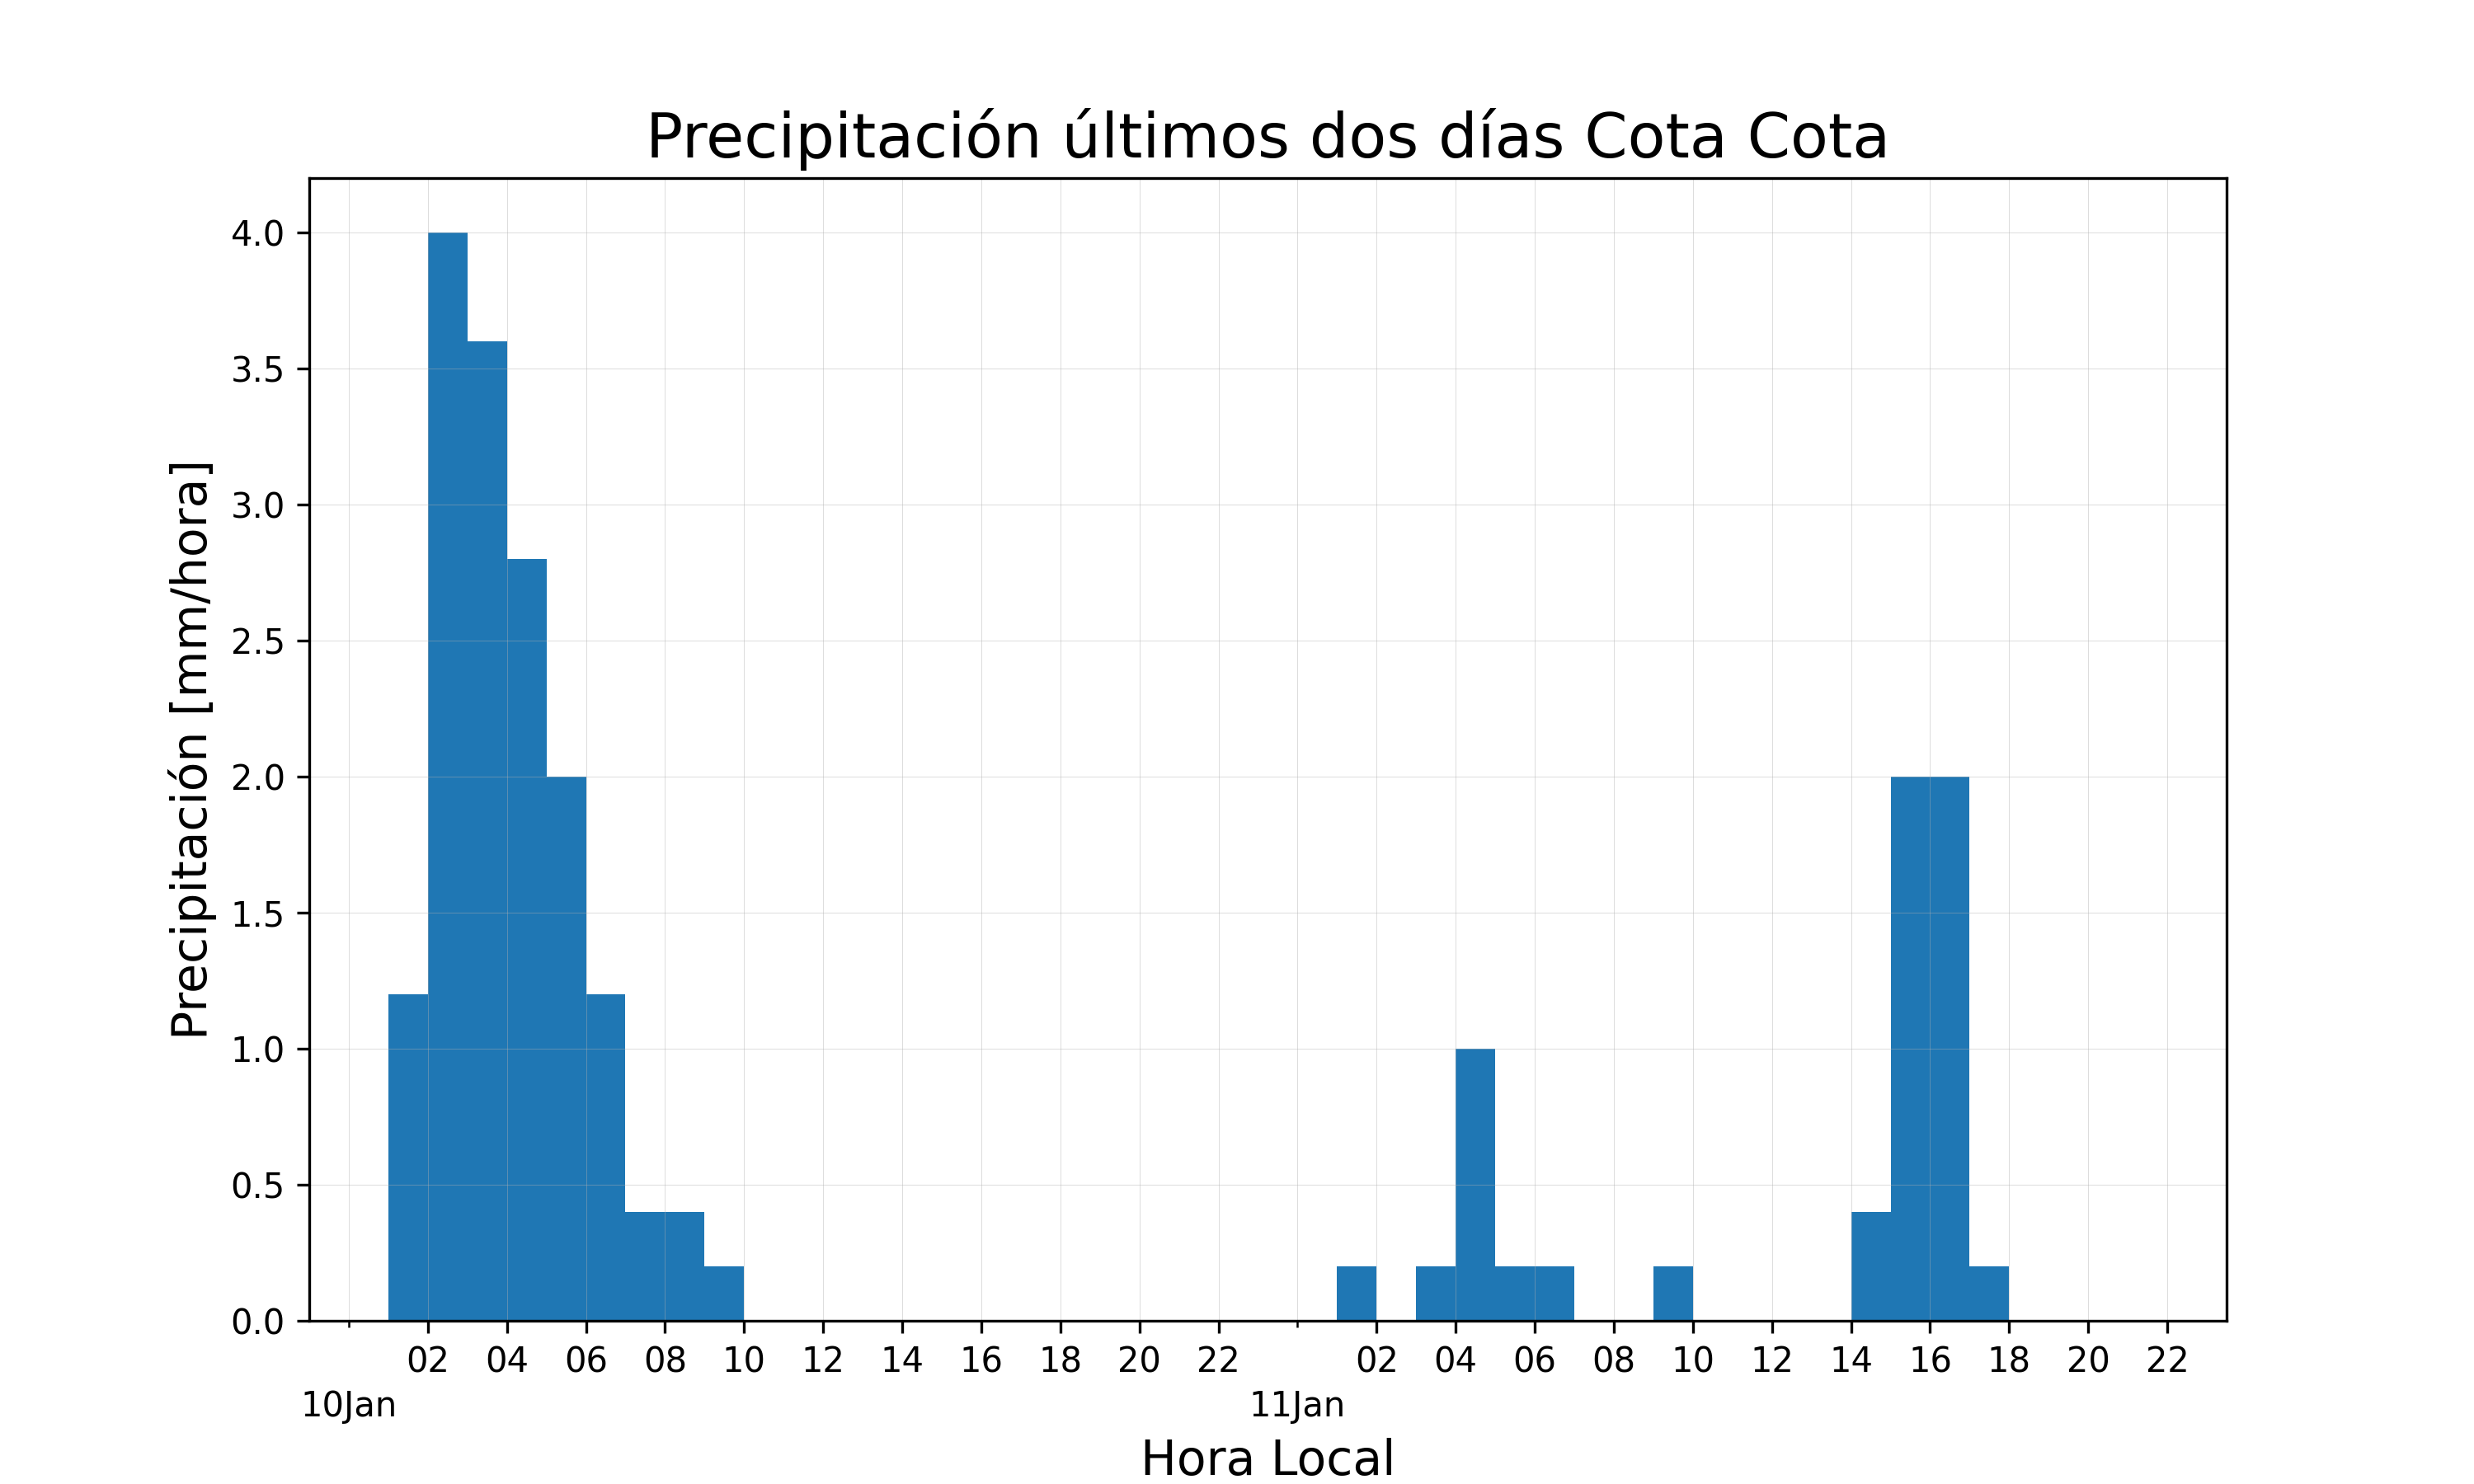 Precipitación últimos dos días Cota Cota
Precipitación [mm/hora]
4.0
3.5
3.0
2.5
2.0
1.5
1.0
0.5
0.0
02 04 06 08 10 12 14 16 18 20 22 02 04 06 08 10 12 14 16 18 20 22
10Jan 11Jan
Hora Local